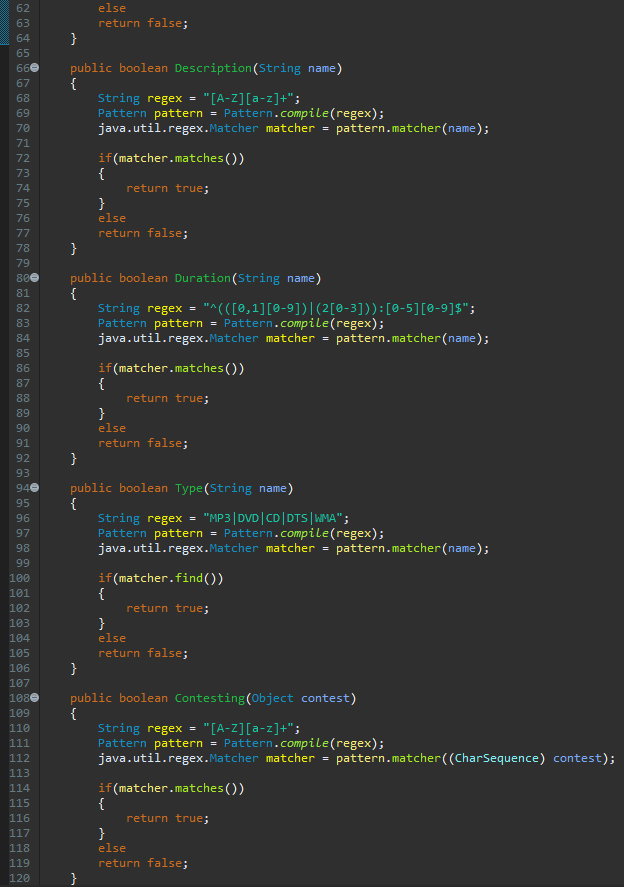 62 else
63 return false;
64 }
65
66 public boolean Description(String name)
67 {
68 String regex = "[A-Z][a-z]+";
69 Pattern pattern = Pattern.compile(regex);
70 java.util.regex.Matcher matcher = pattern.matcher(name);
71
72 if(matcher.matches())
73 {
74 return true;
75 }
76 else
77 return false;
78 }
79
80 public boolean Duration(String name)
81 {
82 String regex = "^(([0,1][0-9])|(2[0-3])):[0-5][0-9]$";
83 Pattern pattern = Pattern.compile(regex);
84 java.util.regex.Matcher matcher = pattern.matcher(name);
85
86 if(matcher.matches())
87 {
88 return true;
89 }
90 else
91 return false;
92 }
93
94 public boolean Type(String name)
95 {
96 String regex = "MP3|DVD|CD|DTS|WMA";
97 Pattern pattern = Pattern.compile(regex);
98 java.util.regex.Matcher matcher = pattern.matcher(name);
99
100 if(matcher.find())
101 {
102 return true;
103 }
104 else
105 return false;
106 }
107
108 public boolean Contesting(Object contest)
109 {
110 String regex = "[A-Z][a-z]+";
111 Pattern pattern = Pattern.compile(regex);
112 java.util.regex.Matcher matcher = pattern.matcher((CharSequence) contest);
113
114 if(matcher.matches())
115 {
116 return true;
117 }
118 else
119 return false;
120 }